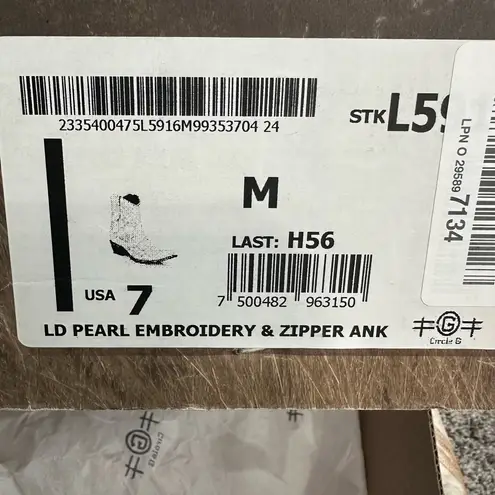 2335400475L5916M99353704 24
STK L59
LPN O 29589 7134
M
LAST: H56
USA 7
7 500482 963150
LD PEARL EMBROIDERY & ZIPPER ANK
G
Circle G
G
Circle G